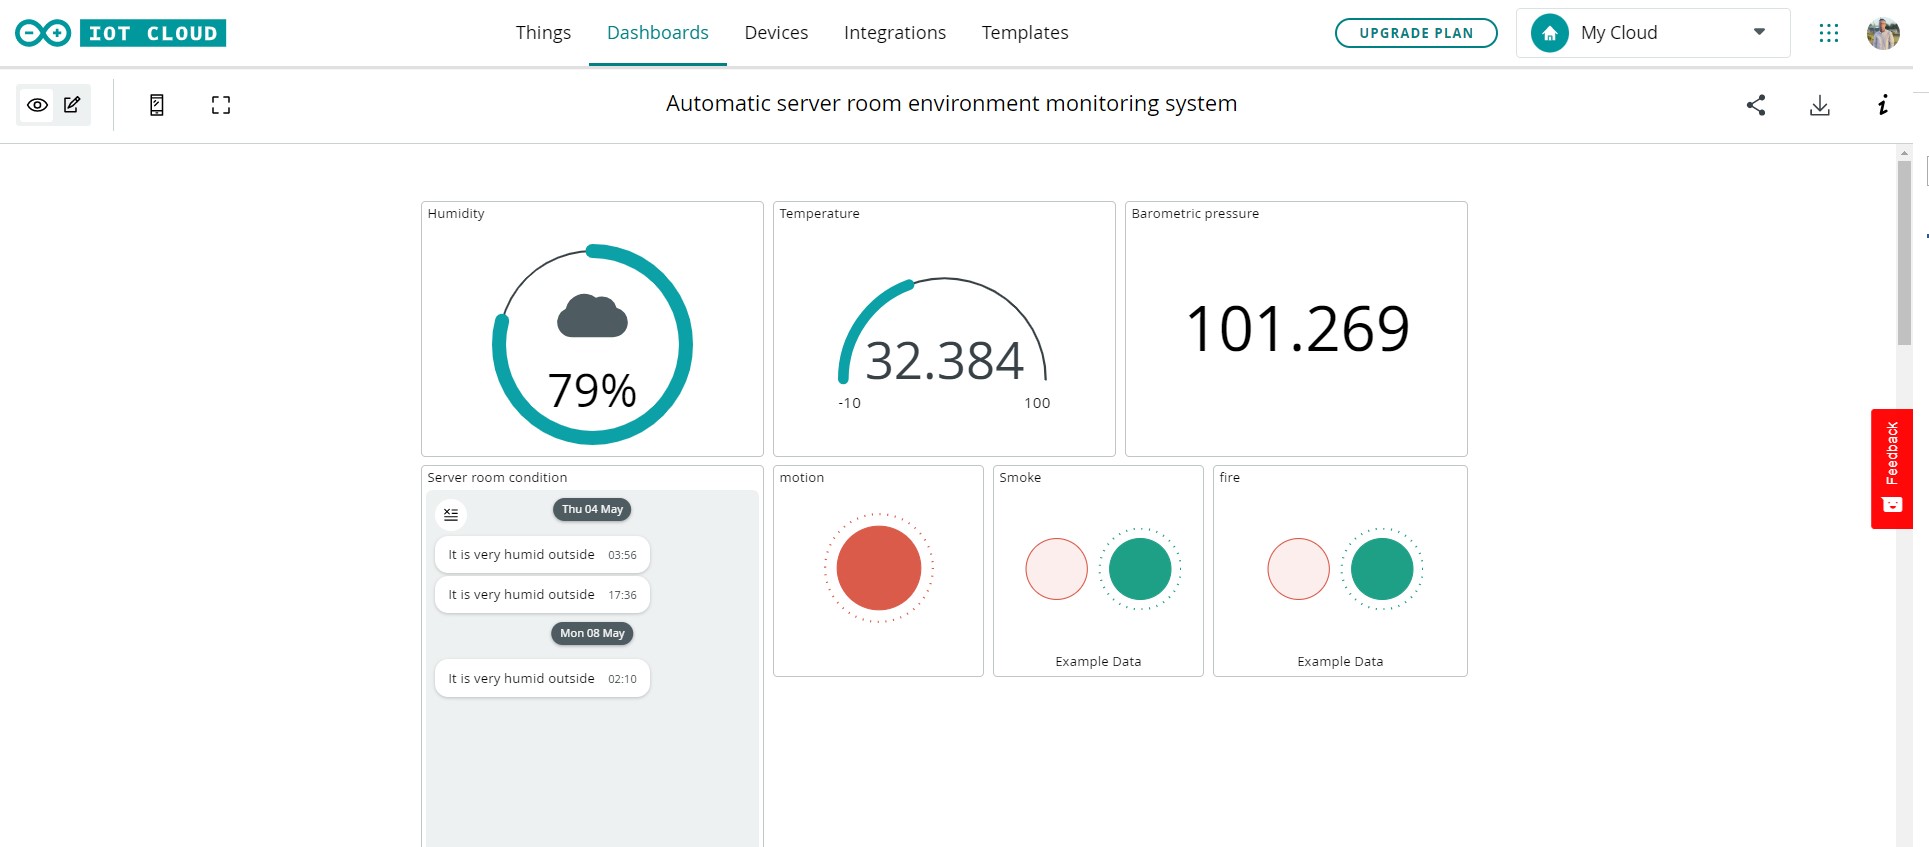 IOT CLOUD
Things
Dashboards
Devices
Integrations
Templates
UPGRADE PLAN
My Cloud
Automatic server room environment monitoring system
Humidity
79%
Temperature
32.384
-10
100
Barometric pressure
101.269
Server room condition
Thu 04 May
It is very humid outside 03:56
It is very humid outside 17:36
Mon 08 May
It is very humid outside 02:10
motion
Smoke
Example Data
fire
Example Data
Feedback